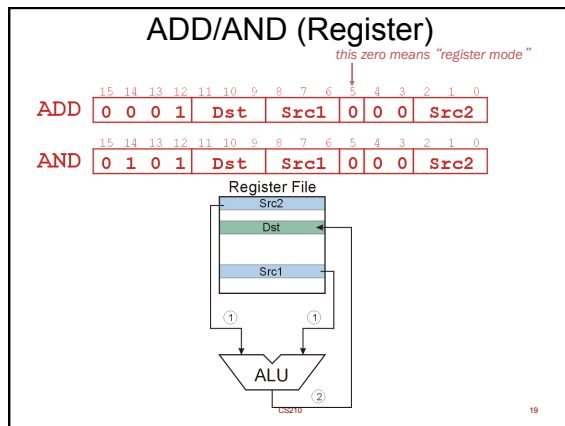 ADD/AND (Register)
this zero means “register mode”
15 14 13 12 11 10 9 8 7 6 5 4 3 2 1 0
ADD 0 0 0 1 Dst Src1 0 0 0 Src2
15 14 13 12 11 10 9 8 7 6 5 4 3 2 1 0
AND 0 1 0 1 Dst Src1 0 0 0 Src2
Register File
Src2
Dst
Src1
1 1
ALU
2
CS210 19